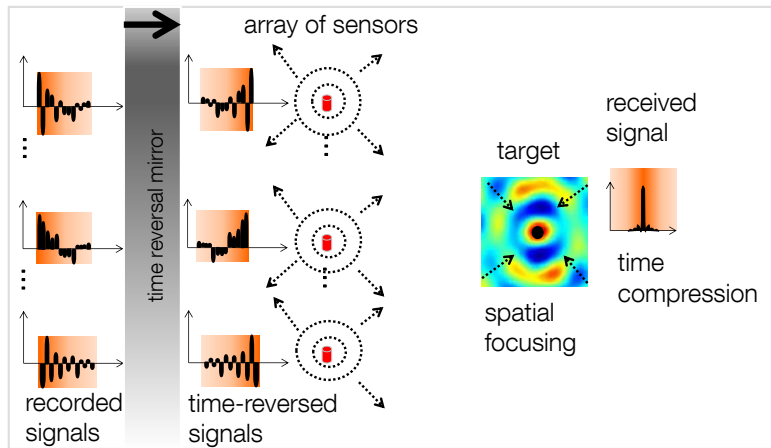 array of sensors
time reversal mirror
received
signal
target
time
compression
spatial
focusing
recorded
signals
time-reversed
signals